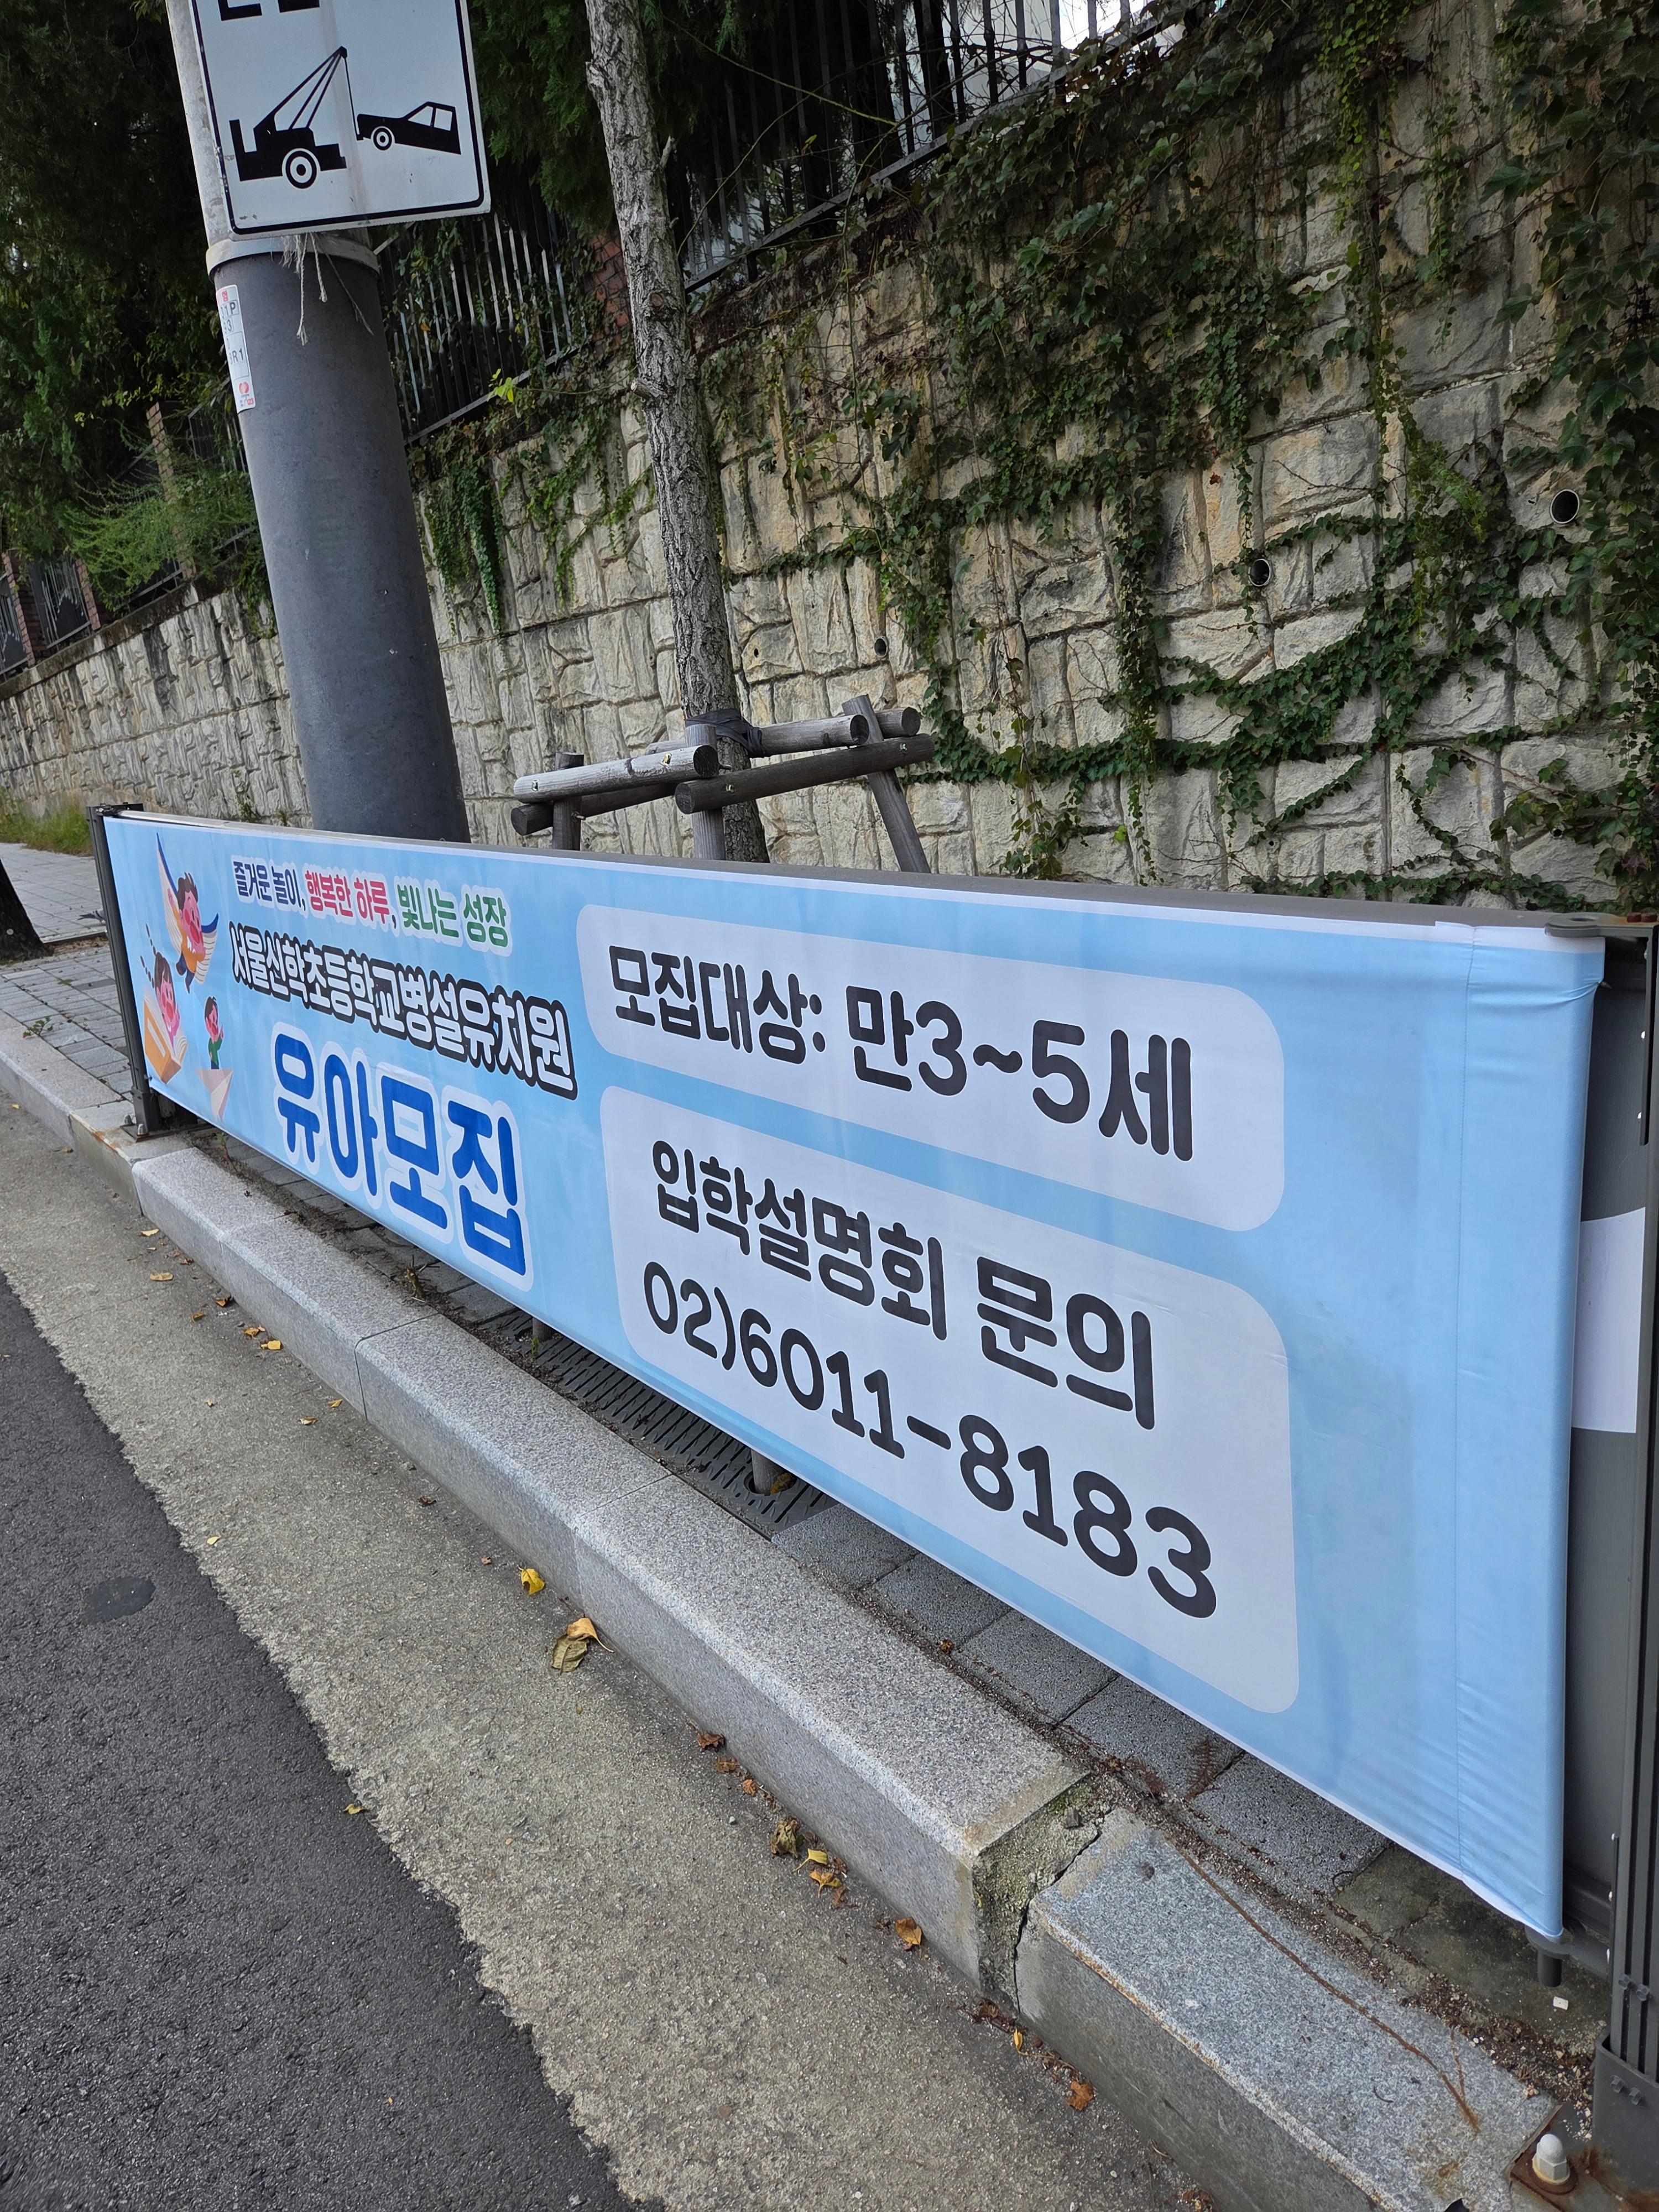 즐거운 놀이, 행복한 하루, 빛나는 성장
서울신학초등학교병설유치원
유아모집
모집대상: 만3~5세
입학설명회 문의
02)6011-8183